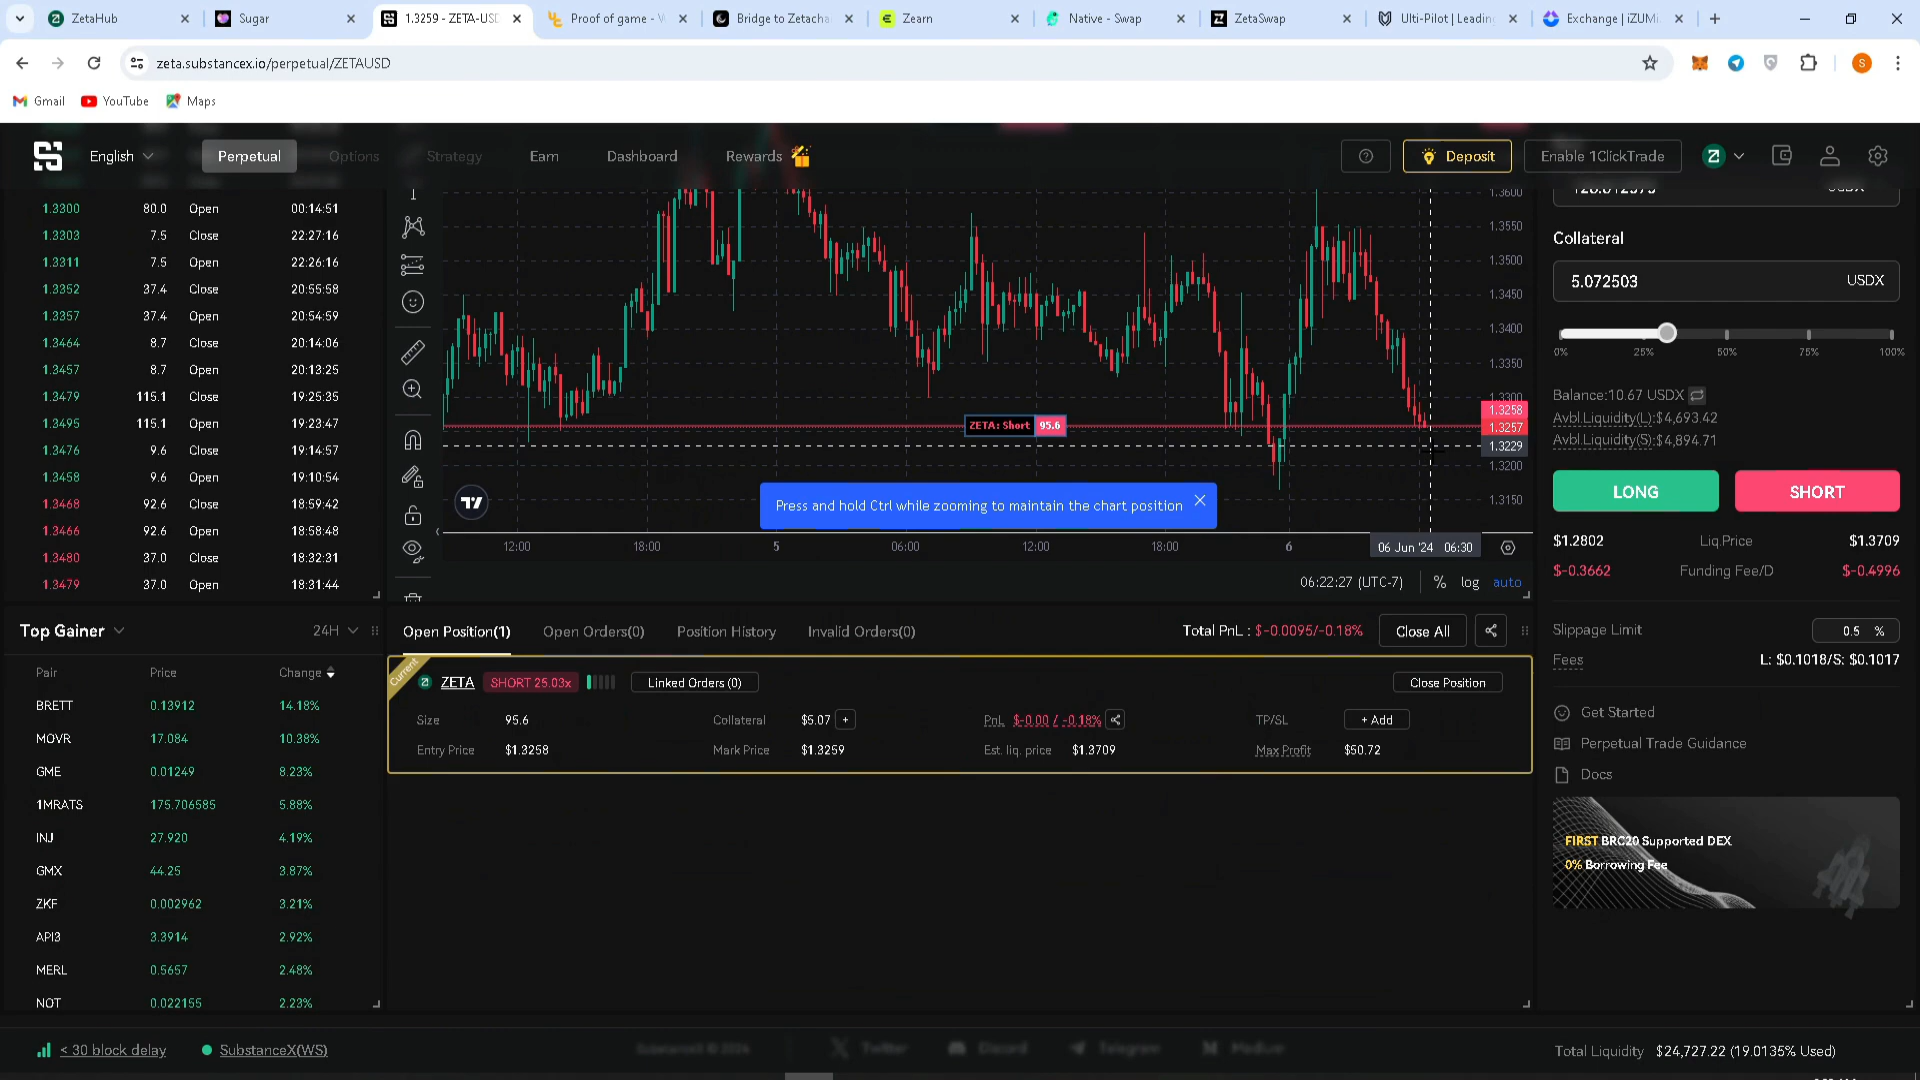 ZetaHub
Sugar
1.3259 - ZETA-USD
Proof of game - W
Bridge to Zetacha
Zearn
Native - Swap
ZetaSwap
Ulti-Pilot | Leading
Exchange | iZUMi
zeta.substancex.io/perpetual/ZETAUSD
S
Gmail
YouTube
Maps
English
Perpetual
Options
Strategy
Earn
Dashboard
Rewards
Deposit
Enable 1ClickTrade
1.3300 80.0 Open 00:14:51
1.3303 7.5 Close 22:27:16
1.3311 7.5 Open 22:26:16
1.3352 37.4 Close 20:55:58
1.3357 37.4 Open 20:54:59
1.3464 8.7 Close 20:14:06
1.3457 8.7 Open 20:13:25
1.3479 115.1 Close 19:25:35
1.3495 115.1 Open 19:23:47
1.3476 9.6 Close 19:14:57
1.3458 9.6 Open 19:10:54
1.3468 92.6 Close 18:59:42
1.3466 92.6 Open 18:58:48
1.3480 37.0 Close 18:32:31
1.3479 37.0 Open 18:31:44
1.3600
1.3550
1.3500
1.3450
1.3400
1.3350
1.3300
1.3258
1.3257
1.3229
1.3200
1.3150
ZETA: Short 95.6
Press and hold Ctrl while zooming to maintain the chart position
12:00 18:00 5 06:00 12:00 18:00 6 06 Jun '24 06:30
06:22:27 (UTC-7) % log auto
Collateral
5.072503 USDX
0% 25% 50% 75% 100%
Balance:10.67 USDX
Avbl.Liquidity(L):$4,693.42
Avbl.Liquidity(S):$4,894.71
LONG SHORT
$1.2802 Liq.Price $1.3709
$-0.3662 Funding Fee/D $-0.4996
Slippage Limit 0.5 %
Fees L: $0.1018/S: $0.1017
Get Started
Perpetual Trade Guidance
Docs
FIRST BRC20 Supported DEX
0% Borrowing Fee
Top Gainer 24H
Pair Price Change
BRETT 0.13912 14.18%
MOVR 17.084 10.38%
GME 0.01249 8.23%
1MRATS 175.706585 5.88%
INJ 27.920 4.19%
GMX 44.25 3.87%
ZKF 0.002962 3.21%
API3 3.3914 2.92%
MERL 0.5657 2.48%
NOT 0.022155 2.23%
Open Position(1) Open Orders(0) Position History Invalid Orders(0)
Total PnL : $-0.0095/-0.18% Close All
Current
ZETA SHORT 25.03x Linked Orders (0) Close Position
Size 95.6 Collateral $5.07 + PnL $-0.00 / -0.18% TP/SL + Add
Entry Price $1.3258 Mark Price $1.3259 Est. liq. price $1.3709 Max Profit $50.72
< 30 block delay
SubstanceX(WS)
SubstanceX © 2024
Twitter
Discord
Telegram
Medium
Total Liquidity $24,727.22 (19.0135% Used)